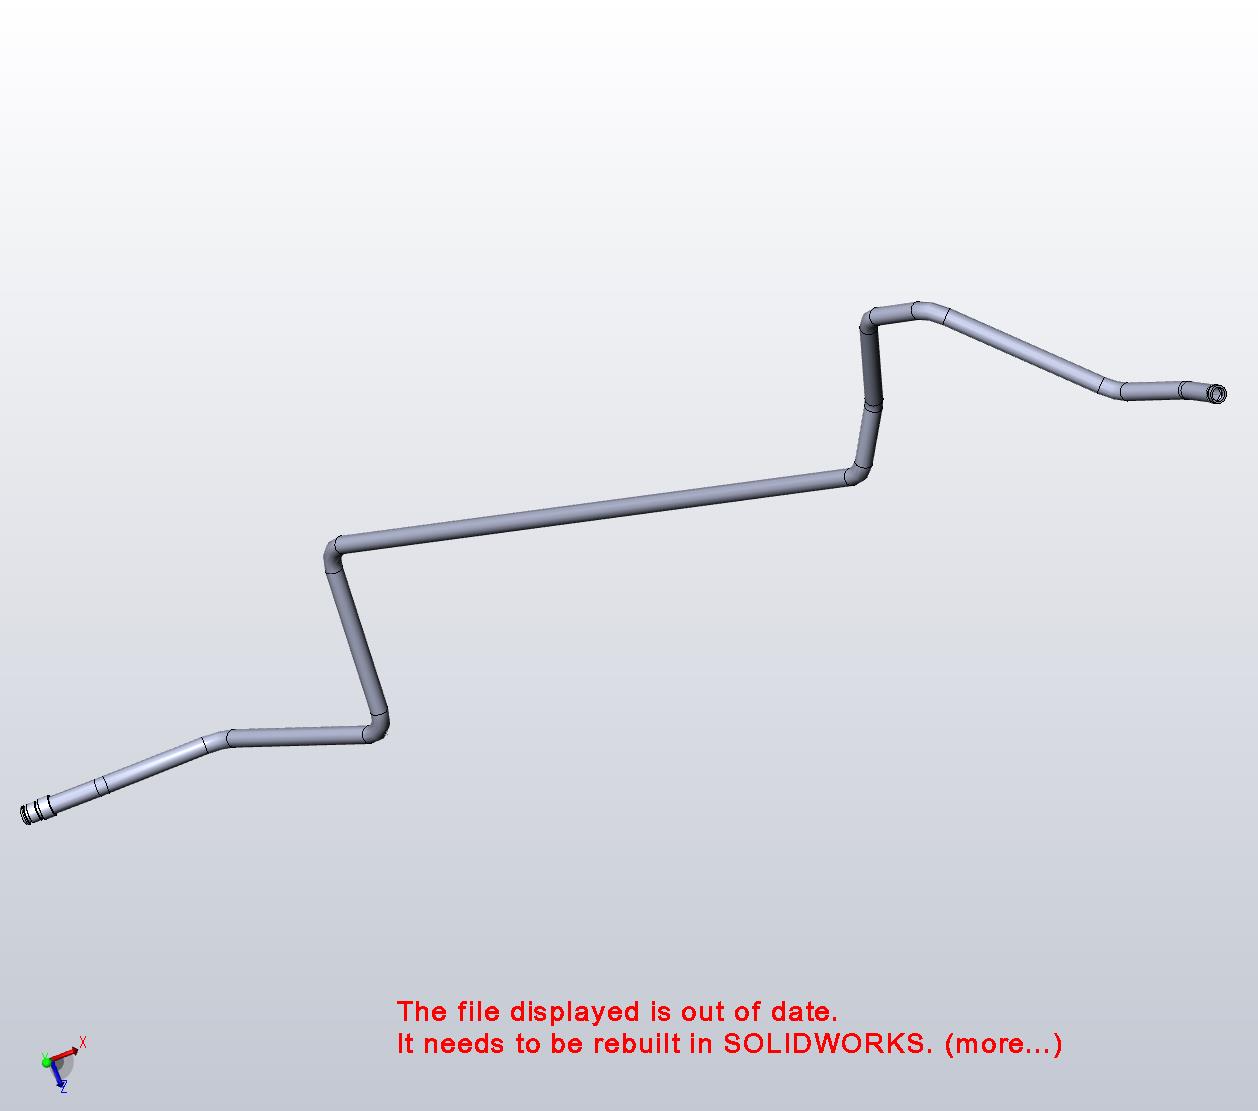 The file displayed is out of date.
It needs to be rebuilt in SOLIDWORKS. (more...)
X
Y
Z